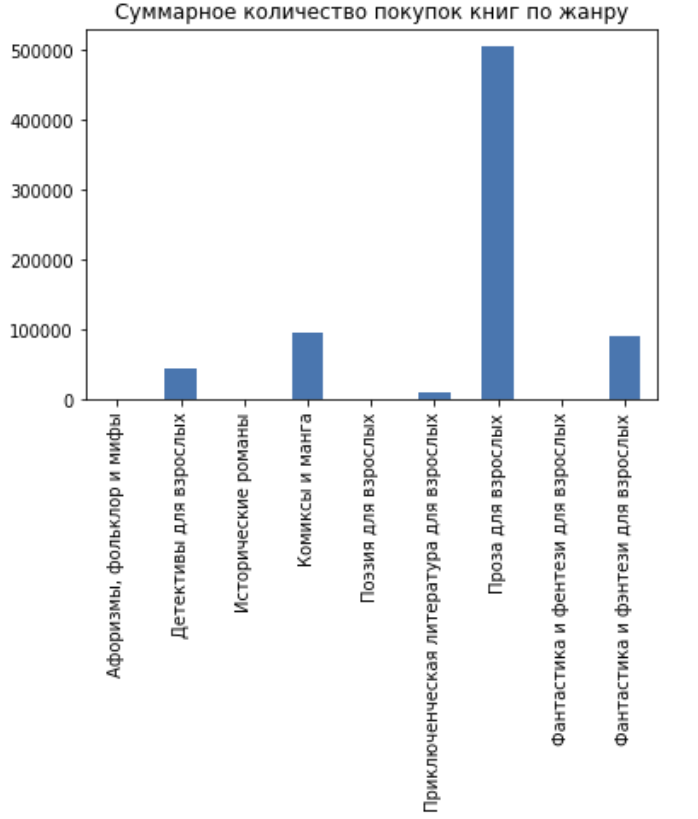 Суммарное количество покупок книг по жанру
500000
400000
300000
200000
100000
0
Афоризмы, фольклор и мифы
Детективы для взрослых
Исторические романы
Комиксы и манга
Поэзия для взрослых
Приключенческая литература для взрослых
Проза для взрослых
Фантастика и фентези для взрослых
Фантастика и фэнтези для взрослых